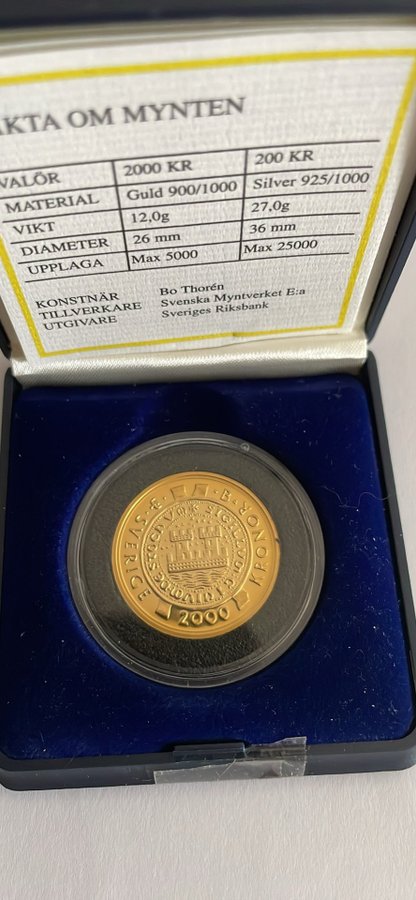 KTA OM MYNTEN
VALÖR 2000 KR 200 KR
MATERIAL Guld 900/1000 Silver 925/1000
VIKT 12,0g 27,0g
DIAMETER 26 mm 36 mm
UPPLAGA Max 5000 Max 25000
KONSTNÄR Bo Thorén
TILLVERKARE Svenska Myntverket E:a
UTGIVARE Sveriges Riksbank
SVERIGE
B
KRONOR
2000